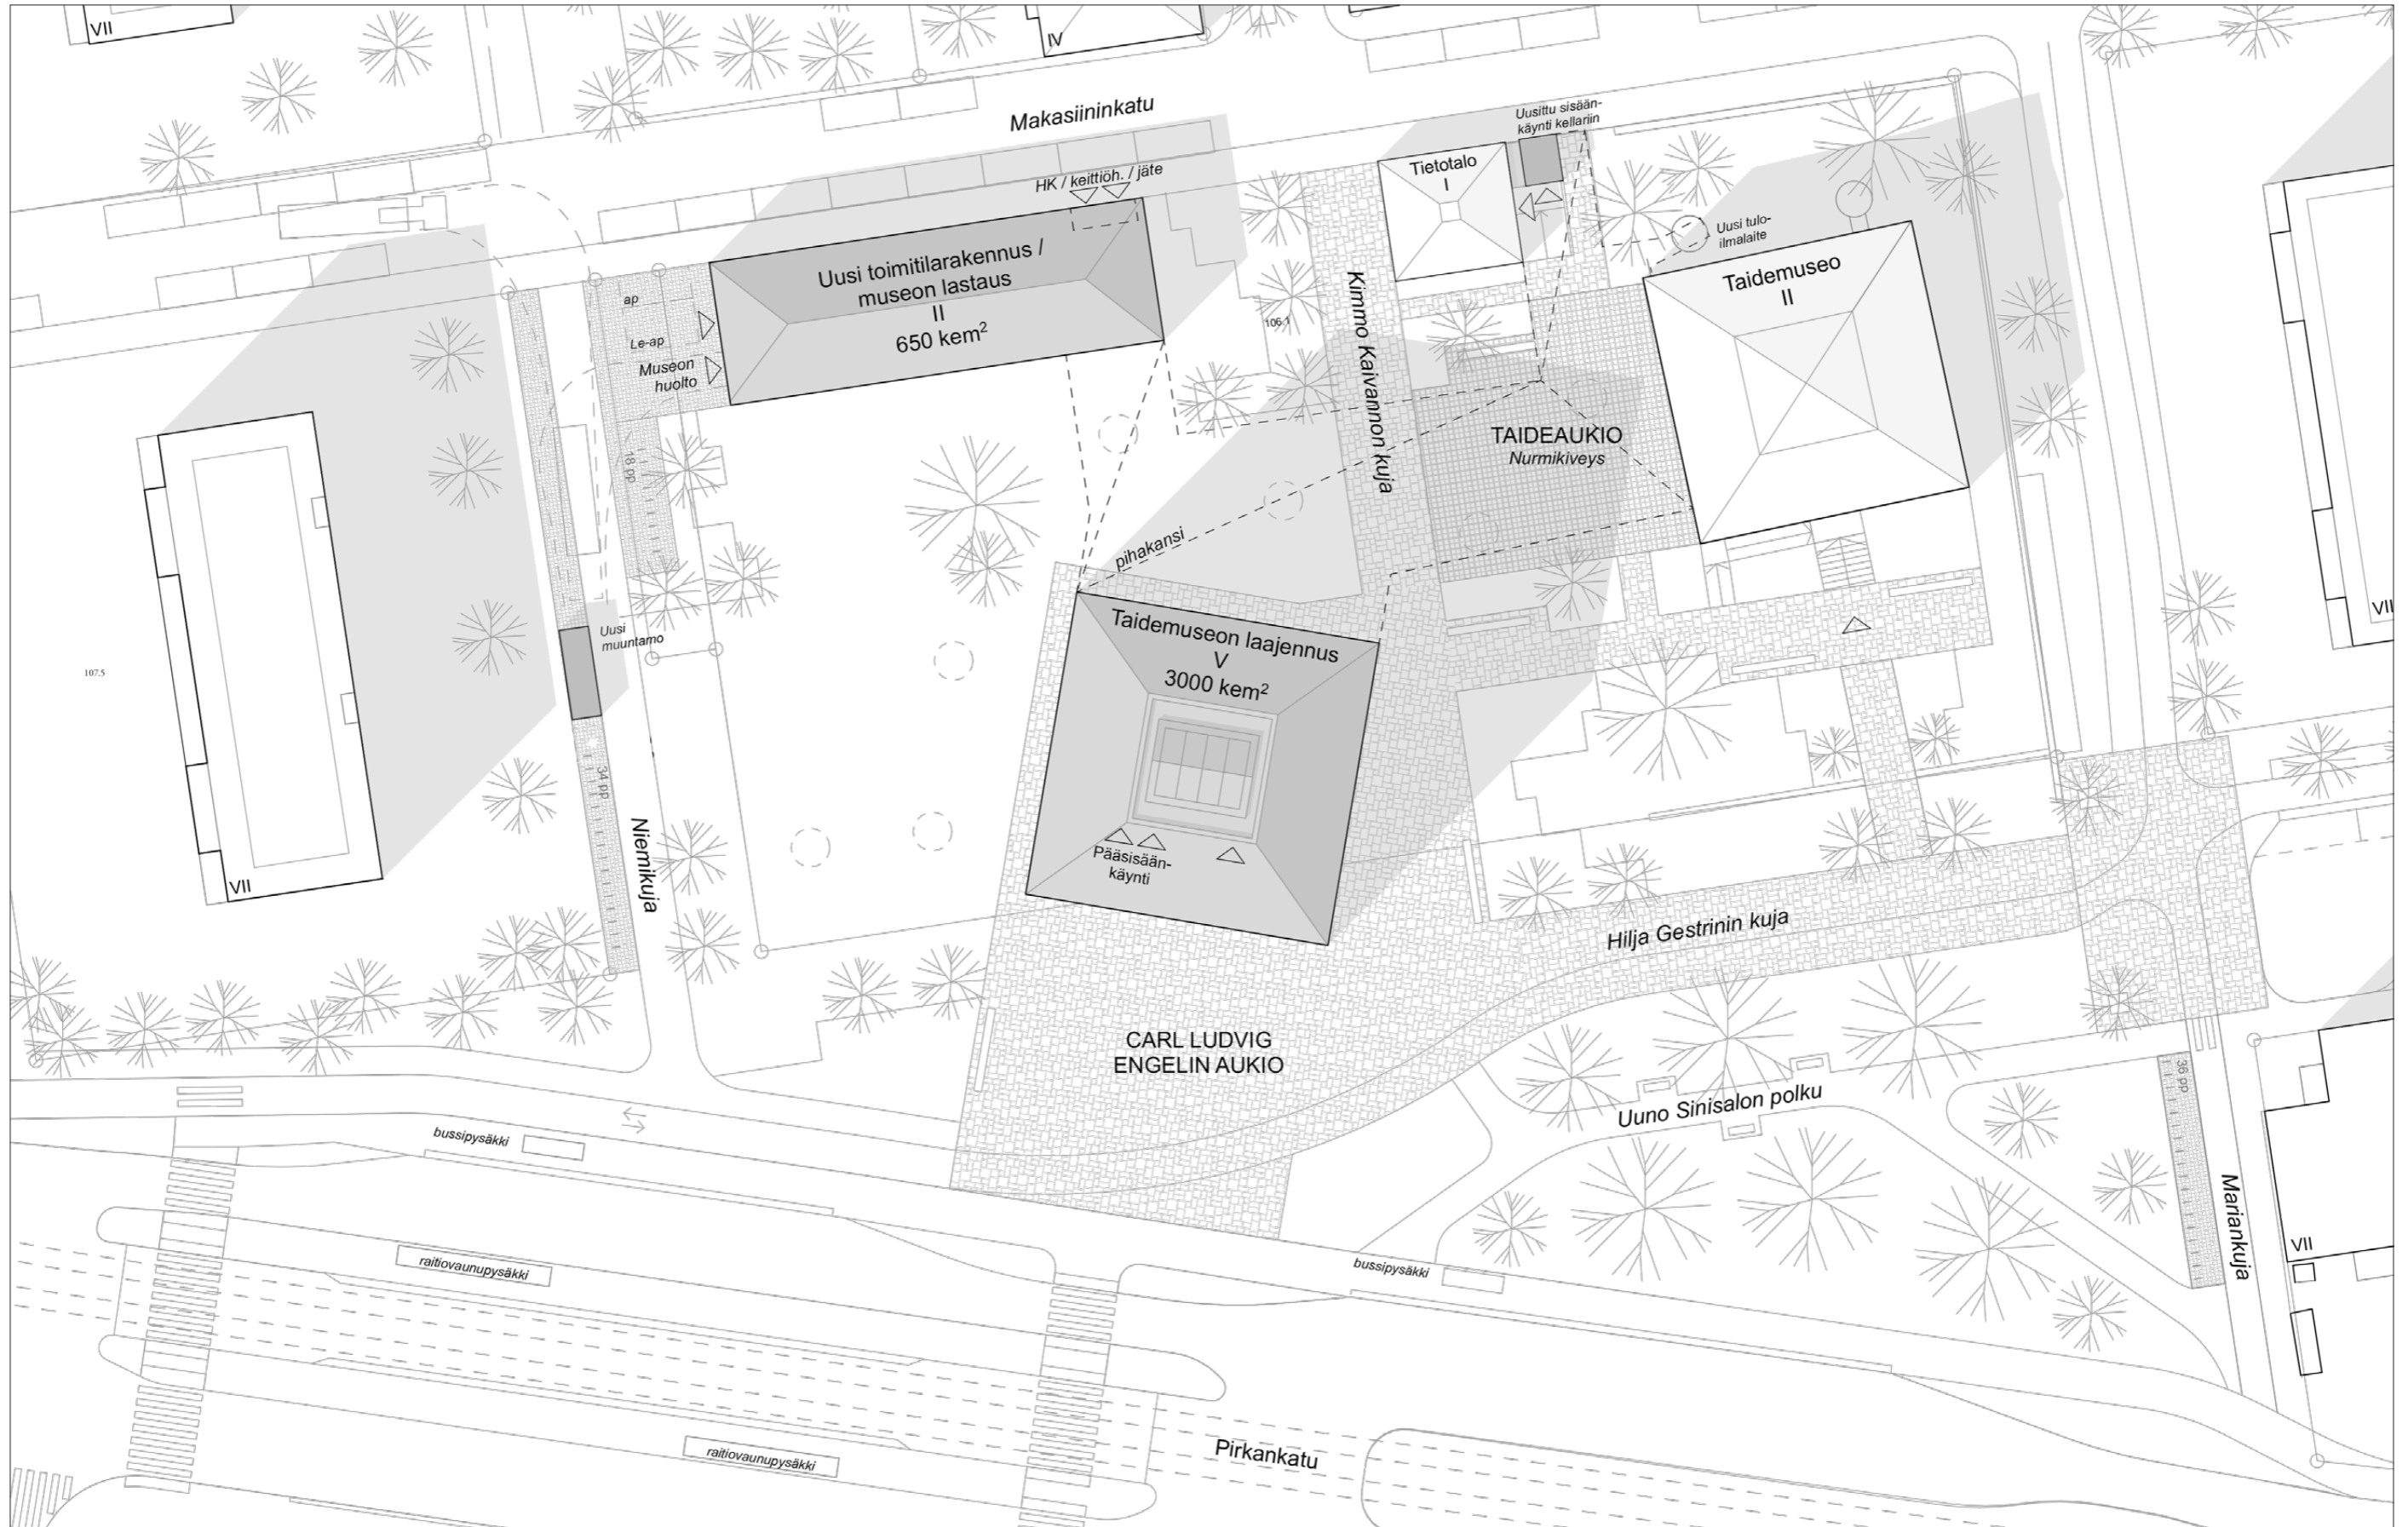 VII
IV
Makasiininkatu
Uusittu sisään-
käynti kellariin
HK / keittiöh. / jäte
Tietotalo
I
Uusi tulo-
ilmalaite
Uusi toimitilarakennus /
museon lastaus
II
650 kem²
ap
Le-ap
Museon
huolto
Kimmo Kaivannon kuja
106.1
Taidemuseo
II
TAIDEAUKIO
Nurmikiveys
18 pp
pihakansi
Uusi
muuntamo
107.5
Taidemuseon laajennus
V
3000 kem²
VII
34 pp
Niemikuja
Pääsisään-
käynti
VII
Hilja Gestrinin kuja
CARL LUDVIG
ENGELIN AUKIO
Uuno Sinisalon polku
36 pp
Mariankuja
VII
bussipysäkki
raitiovaunupysäkki
bussipysäkki
raitiovaunupysäkki
Pirkankatu